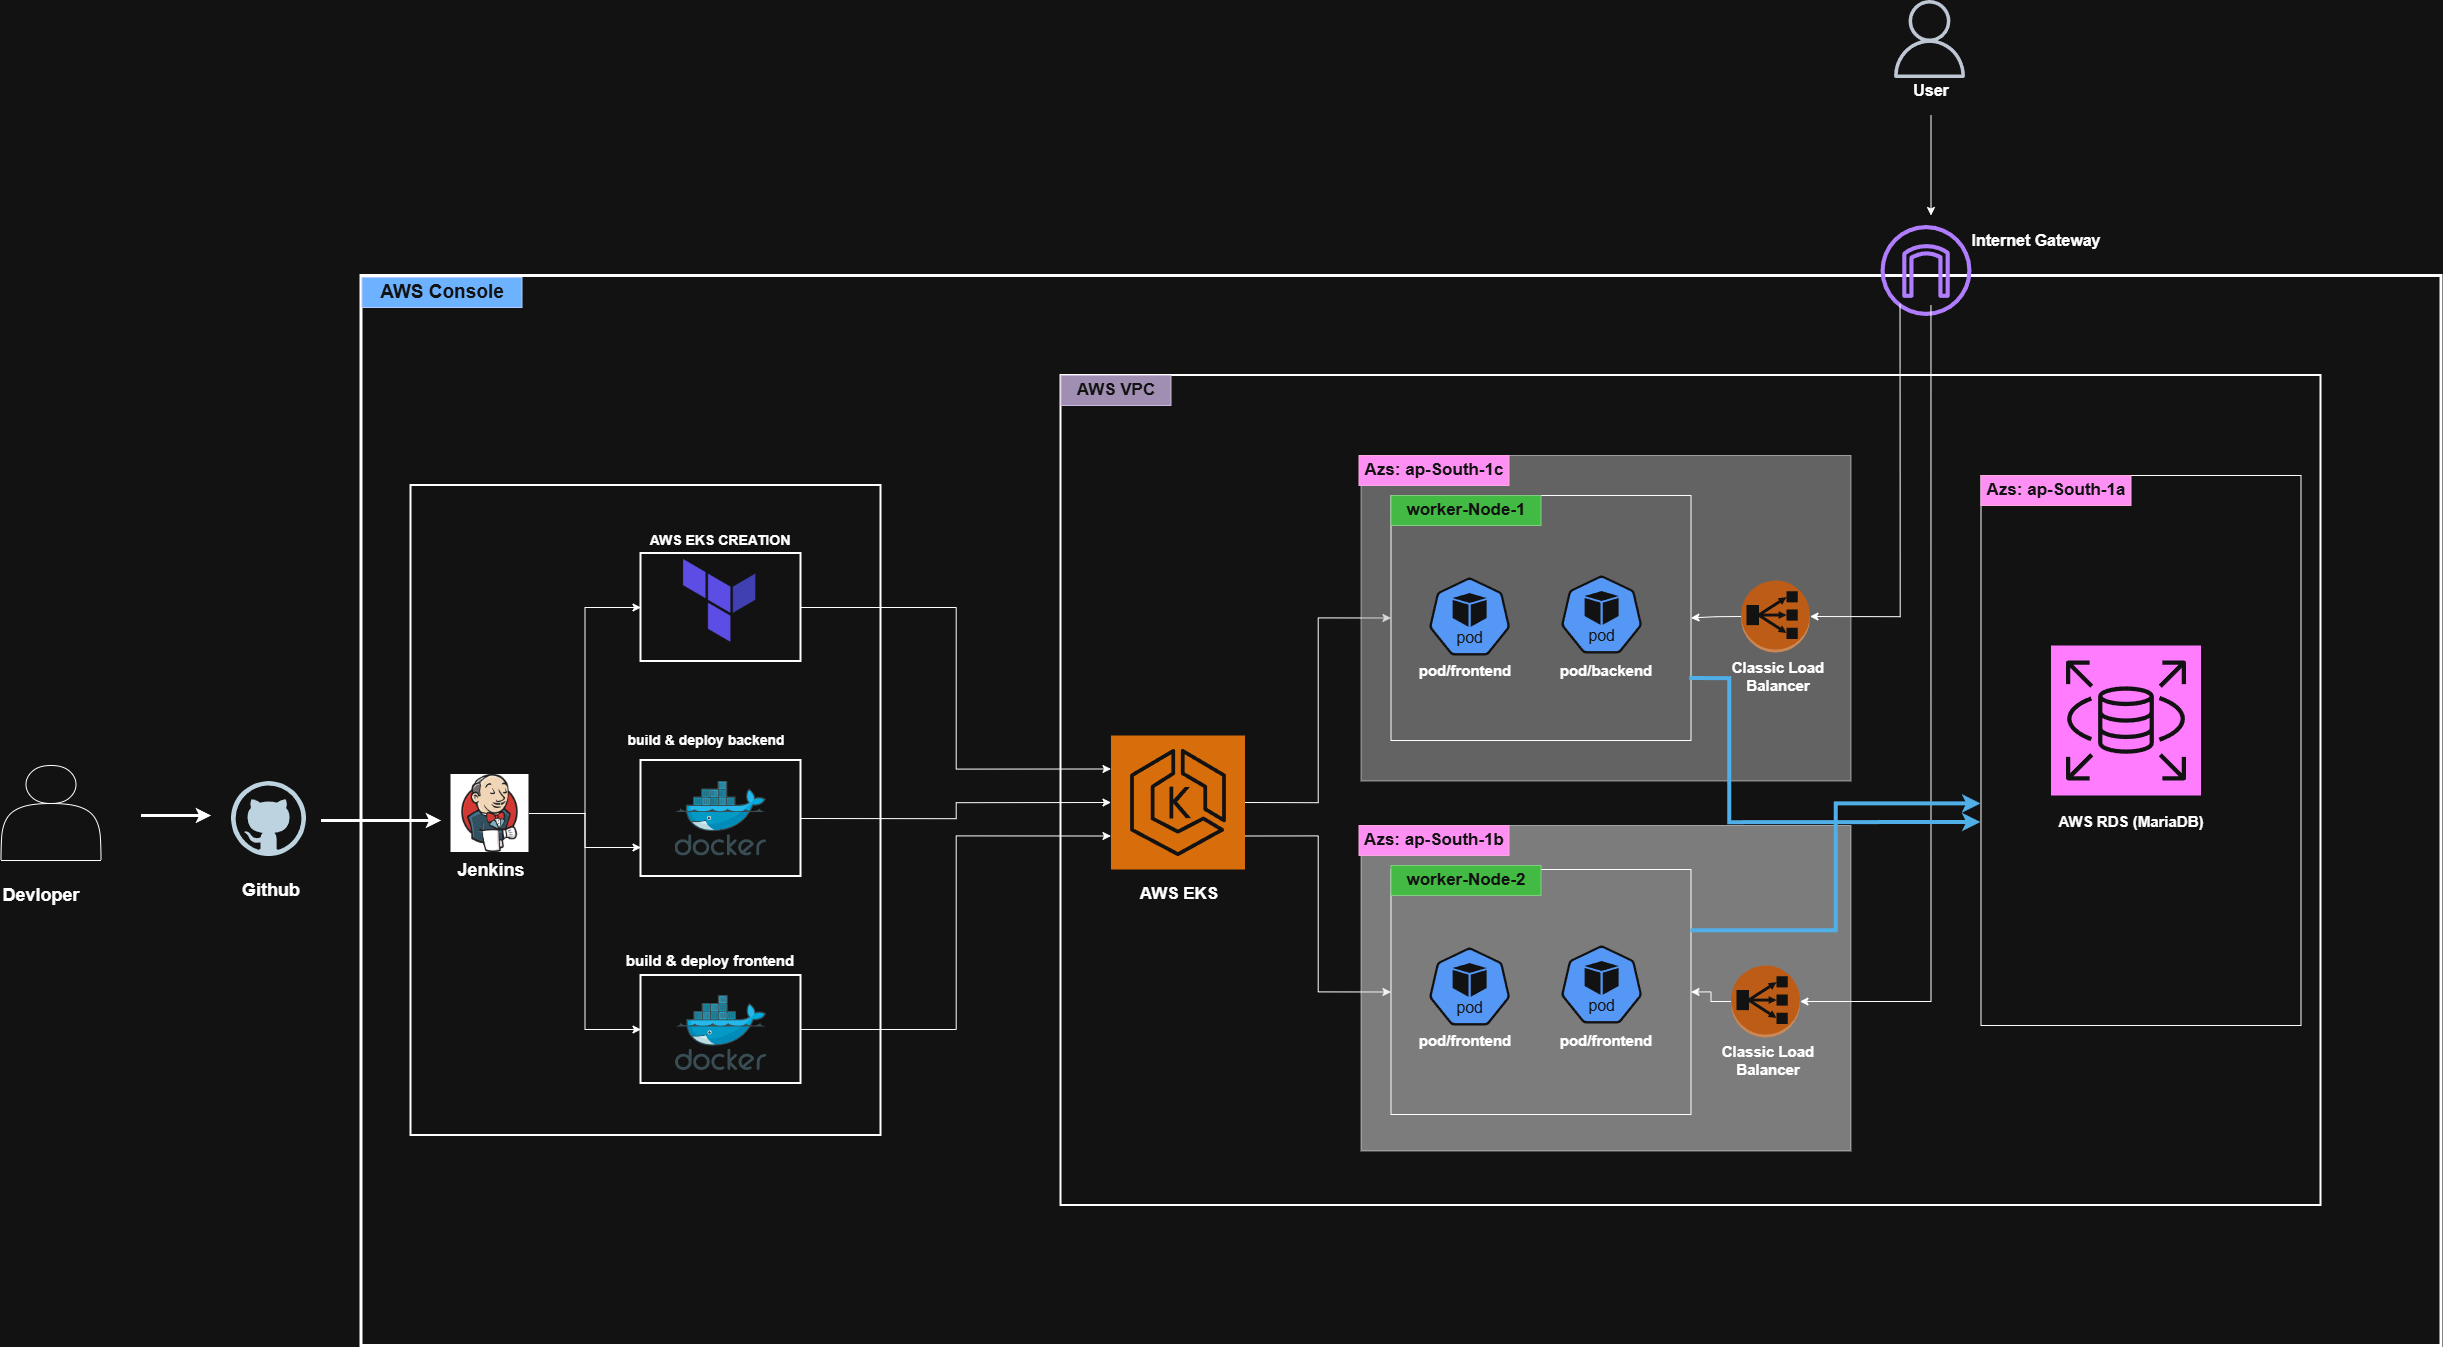 User
Internet Gateway
AWS Console
AWS VPC
Azs: ap-South-1c
worker-Node-1
pod
pod
pod/frontend
pod/backend
Classic Load
Balancer
Azs: ap-South-1a
AWS RDS (MariaDB)
AWS EKS CREATION
build & deploy backend
docker
build & deploy frontend
docker
Devloper
Github
Jenkins
K
AWS EKS
Azs: ap-South-1b
worker-Node-2
pod
pod
pod/frontend
pod/frontend
Classic Load
Balancer